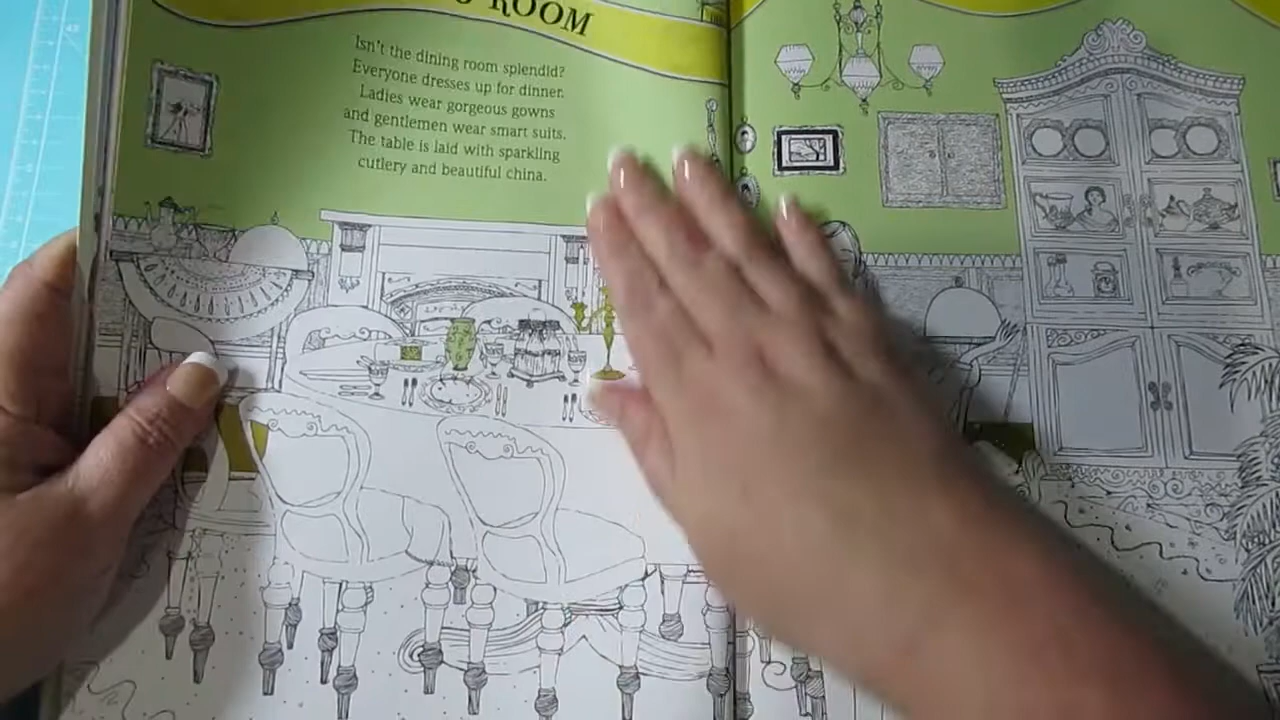 ROOM
Isn't the dining room splendid?
Everyone dresses up for dinner.
Ladies wear gorgeous gowns
and gentlemen wear smart suits.
The table is laid with sparkling
cutlery and beautiful china.